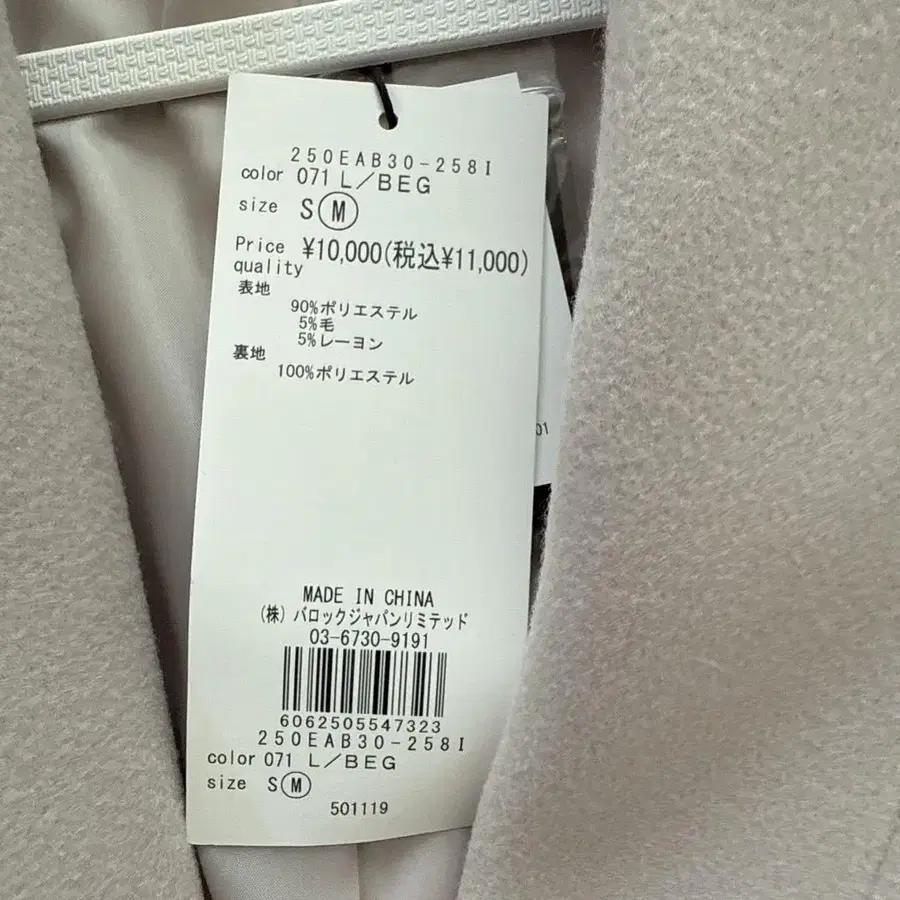 250EAB30-258I
color 071 L/BEG
size S M
Price ¥10,000(税込¥11,000)
quality
表地
90%ポリエステル
5%毛
5%レーヨン
裏地
100%ポリエステル
01
MADE IN CHINA
(株) バロックジャパンリミテッド
03-6730-9191
6062505547323
250EAB30-258I
color 071 L/BEG
size S M
501119